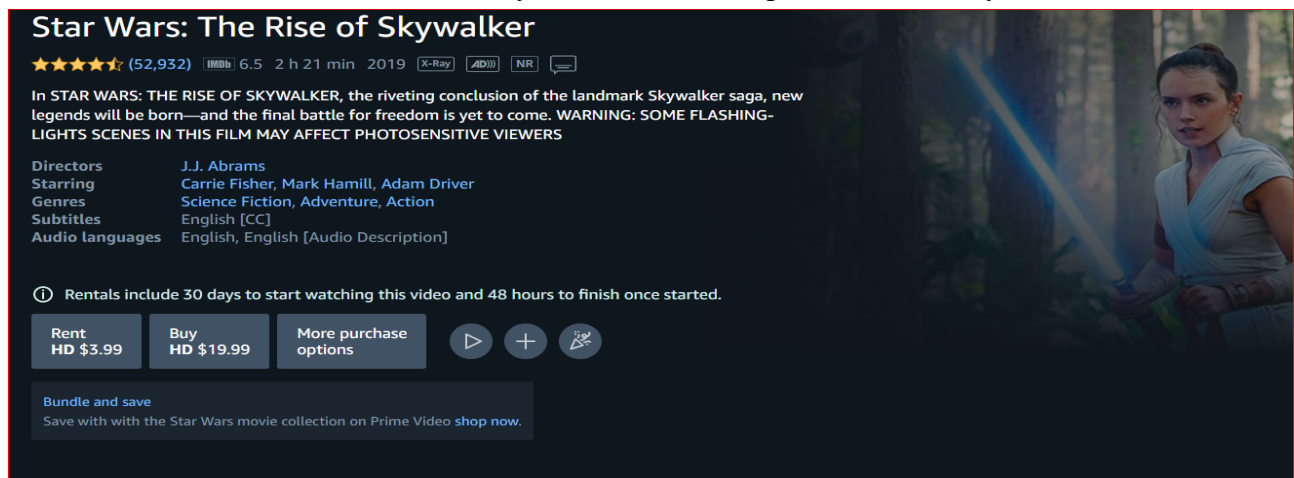 Star Wars: The Rise of Skywalker
(52,932) IMDb 6.5 2 h 21 min 2019 X-Ray AD))) NR
In STAR WARS: THE RISE OF SKYWALKER, the riveting conclusion of the landmark Skywalker saga, new
legends will be born—and the final battle for freedom is yet to come. WARNING: SOME FLASHING-
LIGHTS SCENES IN THIS FILM MAY AFFECT PHOTOSENSITIVE VIEWERS
Directors J.J. Abrams
Starring Carrie Fisher, Mark Hamill, Adam Driver
Genres Science Fiction, Adventure, Action
Subtitles English [CC]
Audio languages English, English [Audio Description]
Rentals include 30 days to start watching this video and 48 hours to finish once started.
Rent
HD $3.99
Buy
HD $19.99
More purchase
options
Bundle and save
Save with with the Star Wars movie collection on Prime Video shop now.